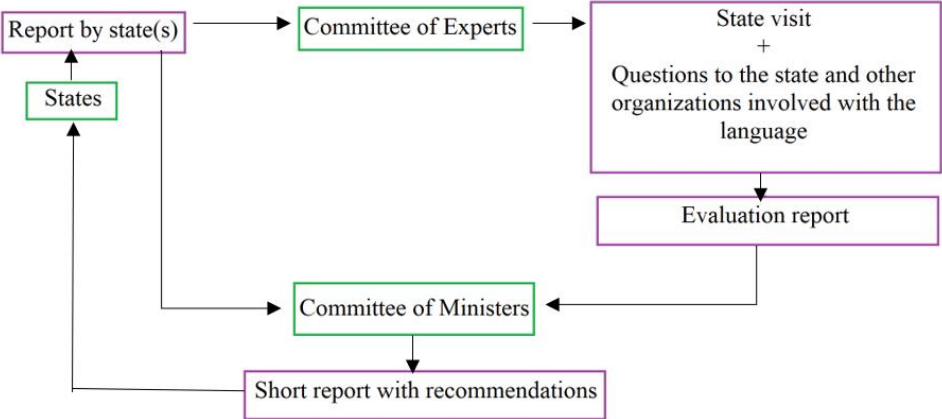 Report by state(s)
Committee of Experts
State visit
+
Questions to the state and other
organizations involved with the
language
States
Evaluation report
Committee of Ministers
Short report with recommendations